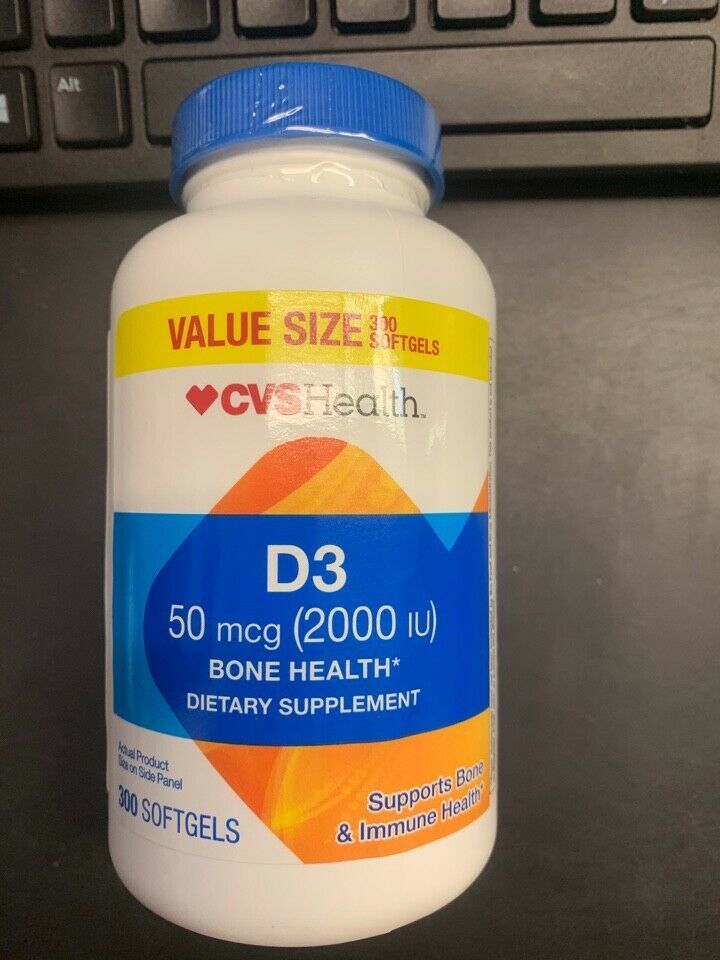 Alt
VALUE SIZE 300 SOFTGELS
CVSHealth™
D3
50 mcg (2000 IU)
BONE HEALTH*
DIETARY SUPPLEMENT
Actual Product
Size on Side Panel
300 SOFTGELS
Supports Bone
& Immune Health*